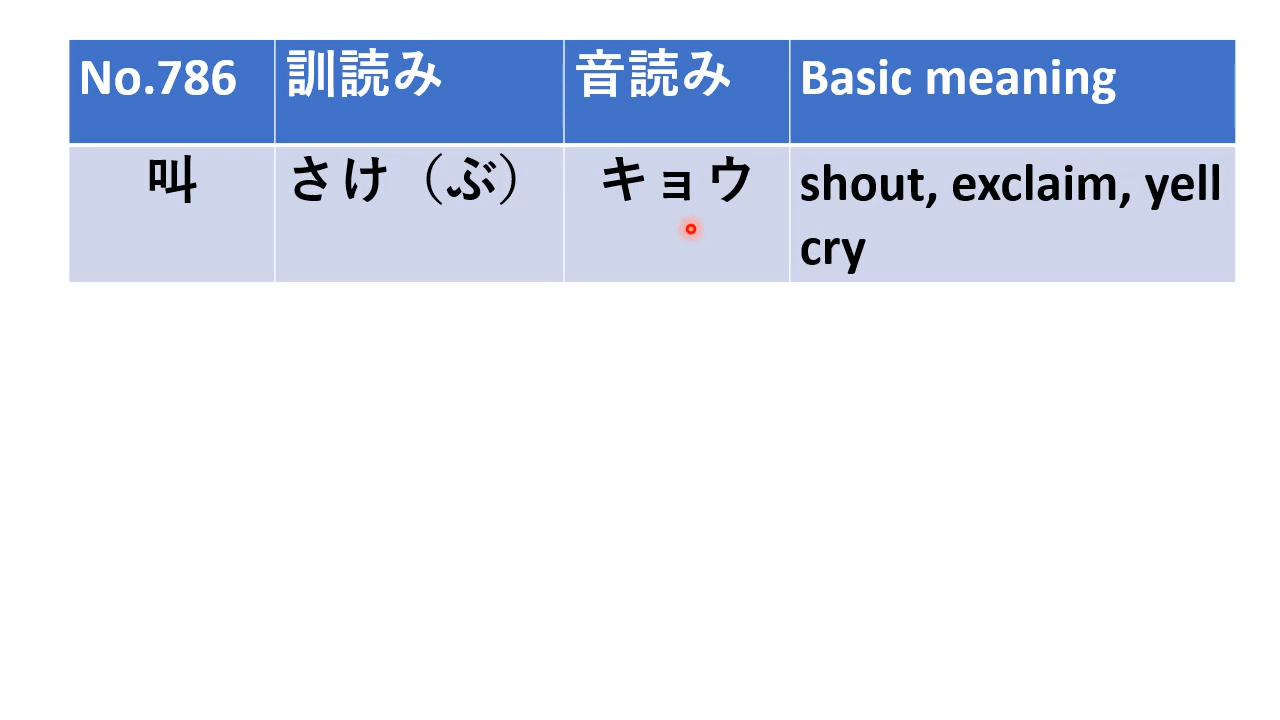 No.786 訓読み 音読み Basic meaning
叫 さけ（ぶ） キョウ shout, exclaim, yell
cry